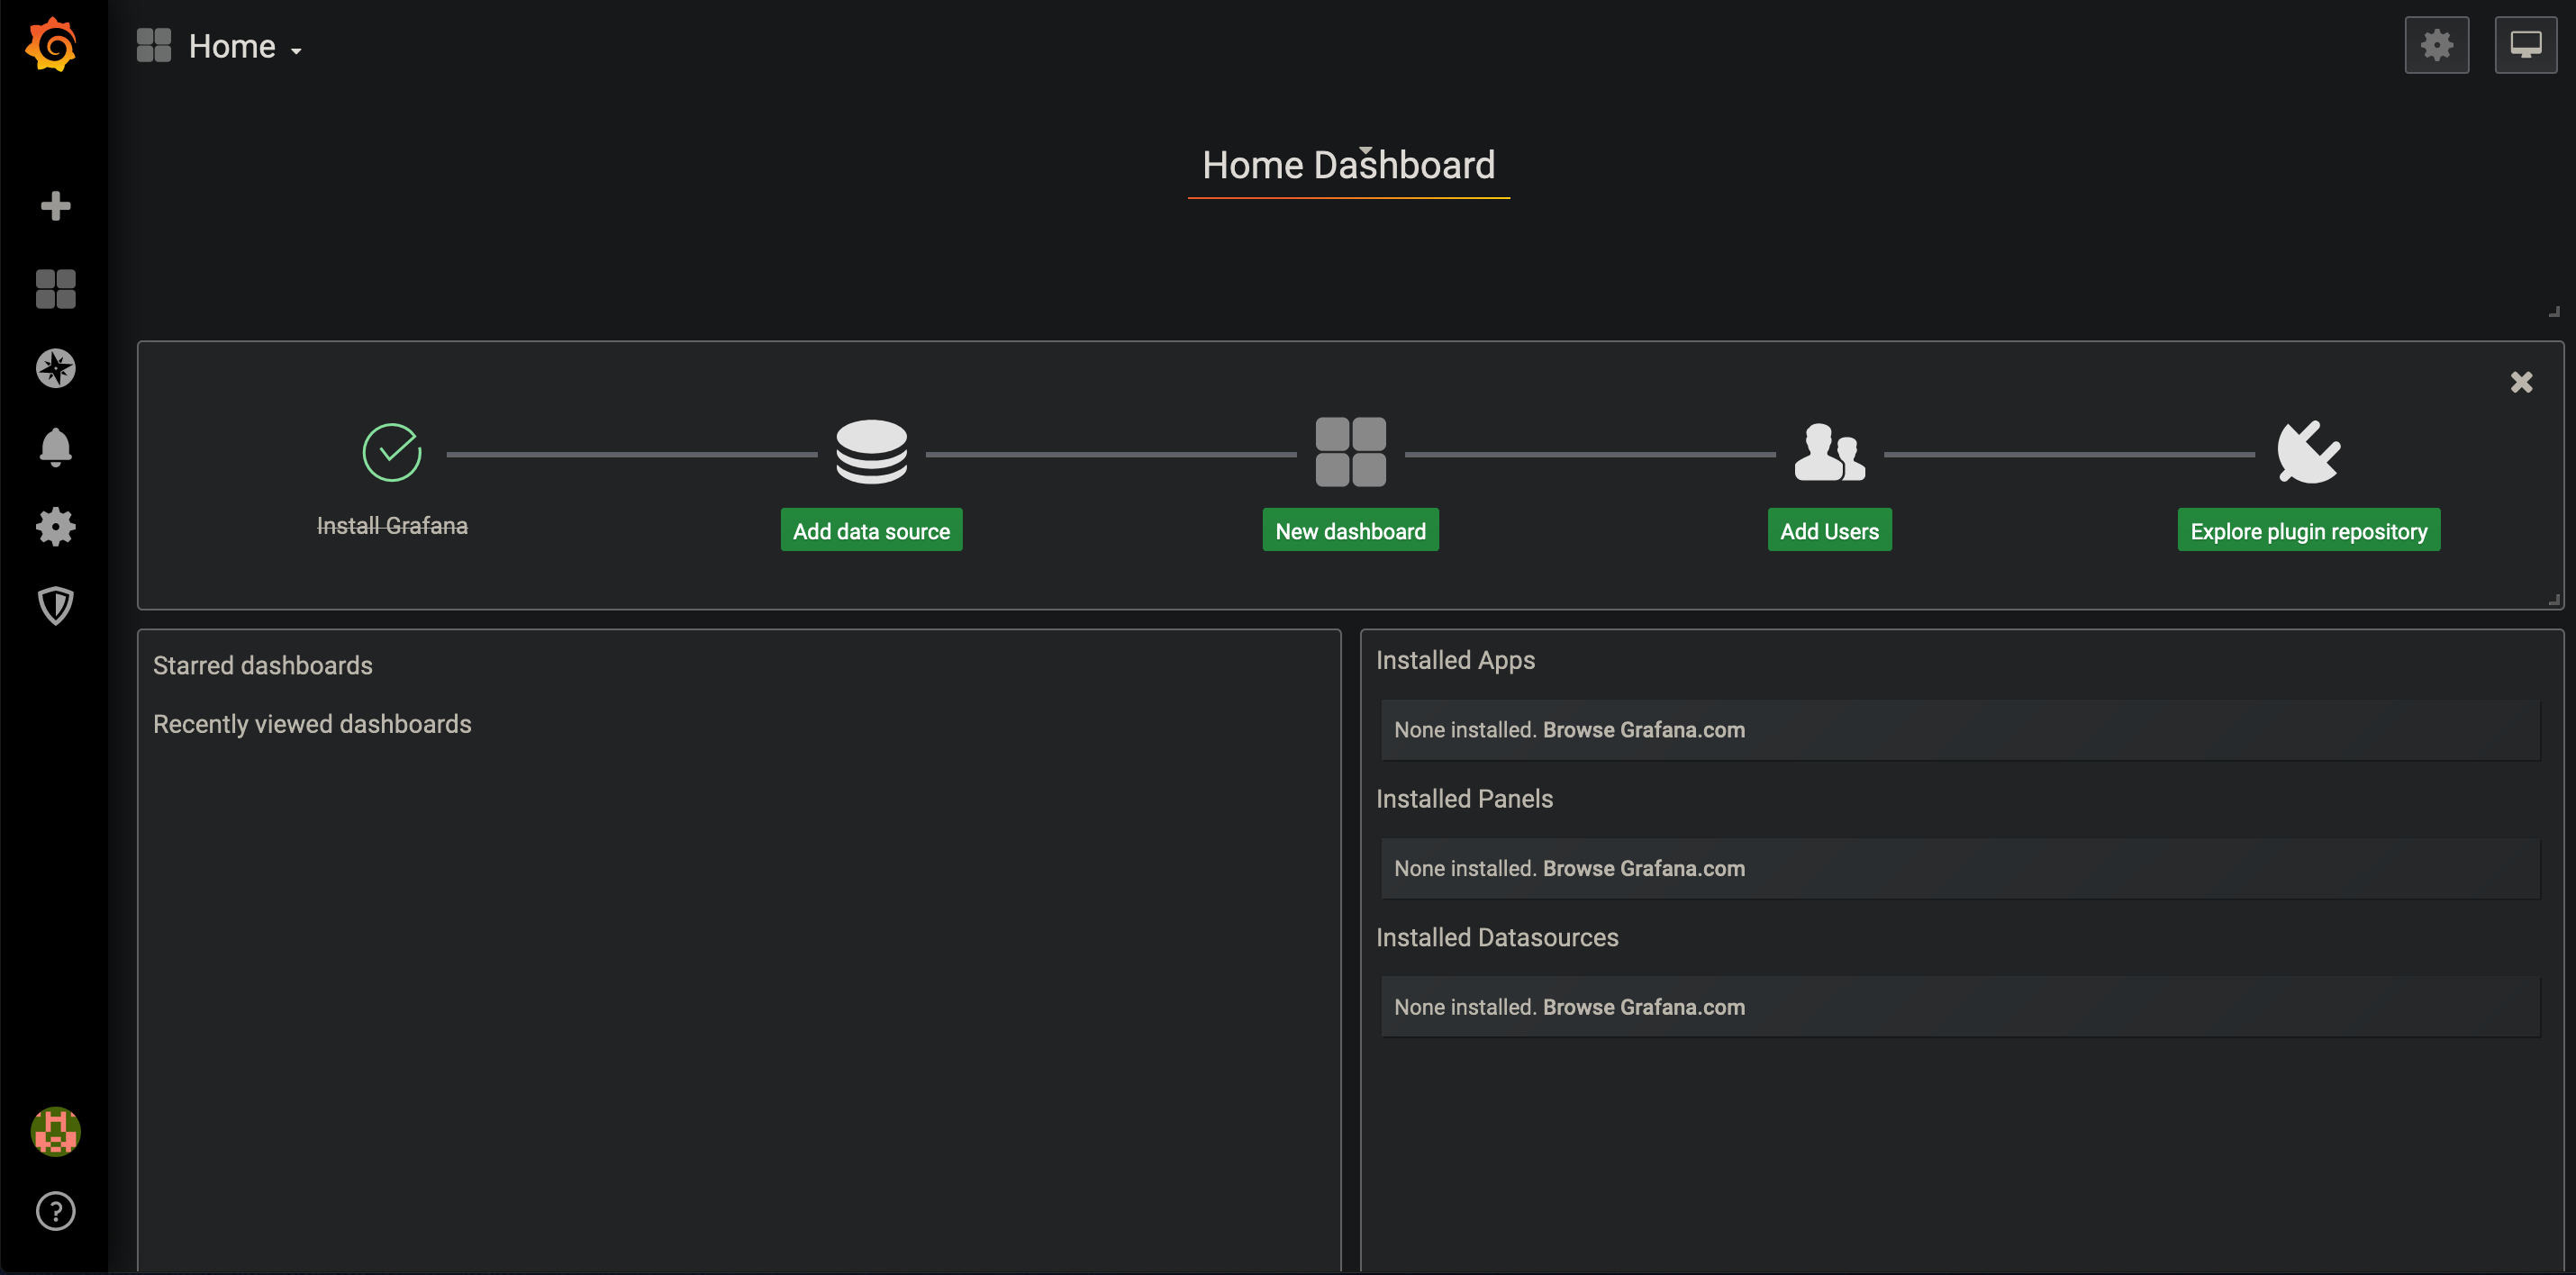 Home
Home Dashboard
Install Grafana
Add data source
New dashboard
Add Users
Explore plugin repository
Starred dashboards
Recently viewed dashboards
Installed Apps
None installed. Browse Grafana.com
Installed Panels
None installed. Browse Grafana.com
Installed Datasources
None installed. Browse Grafana.com
?